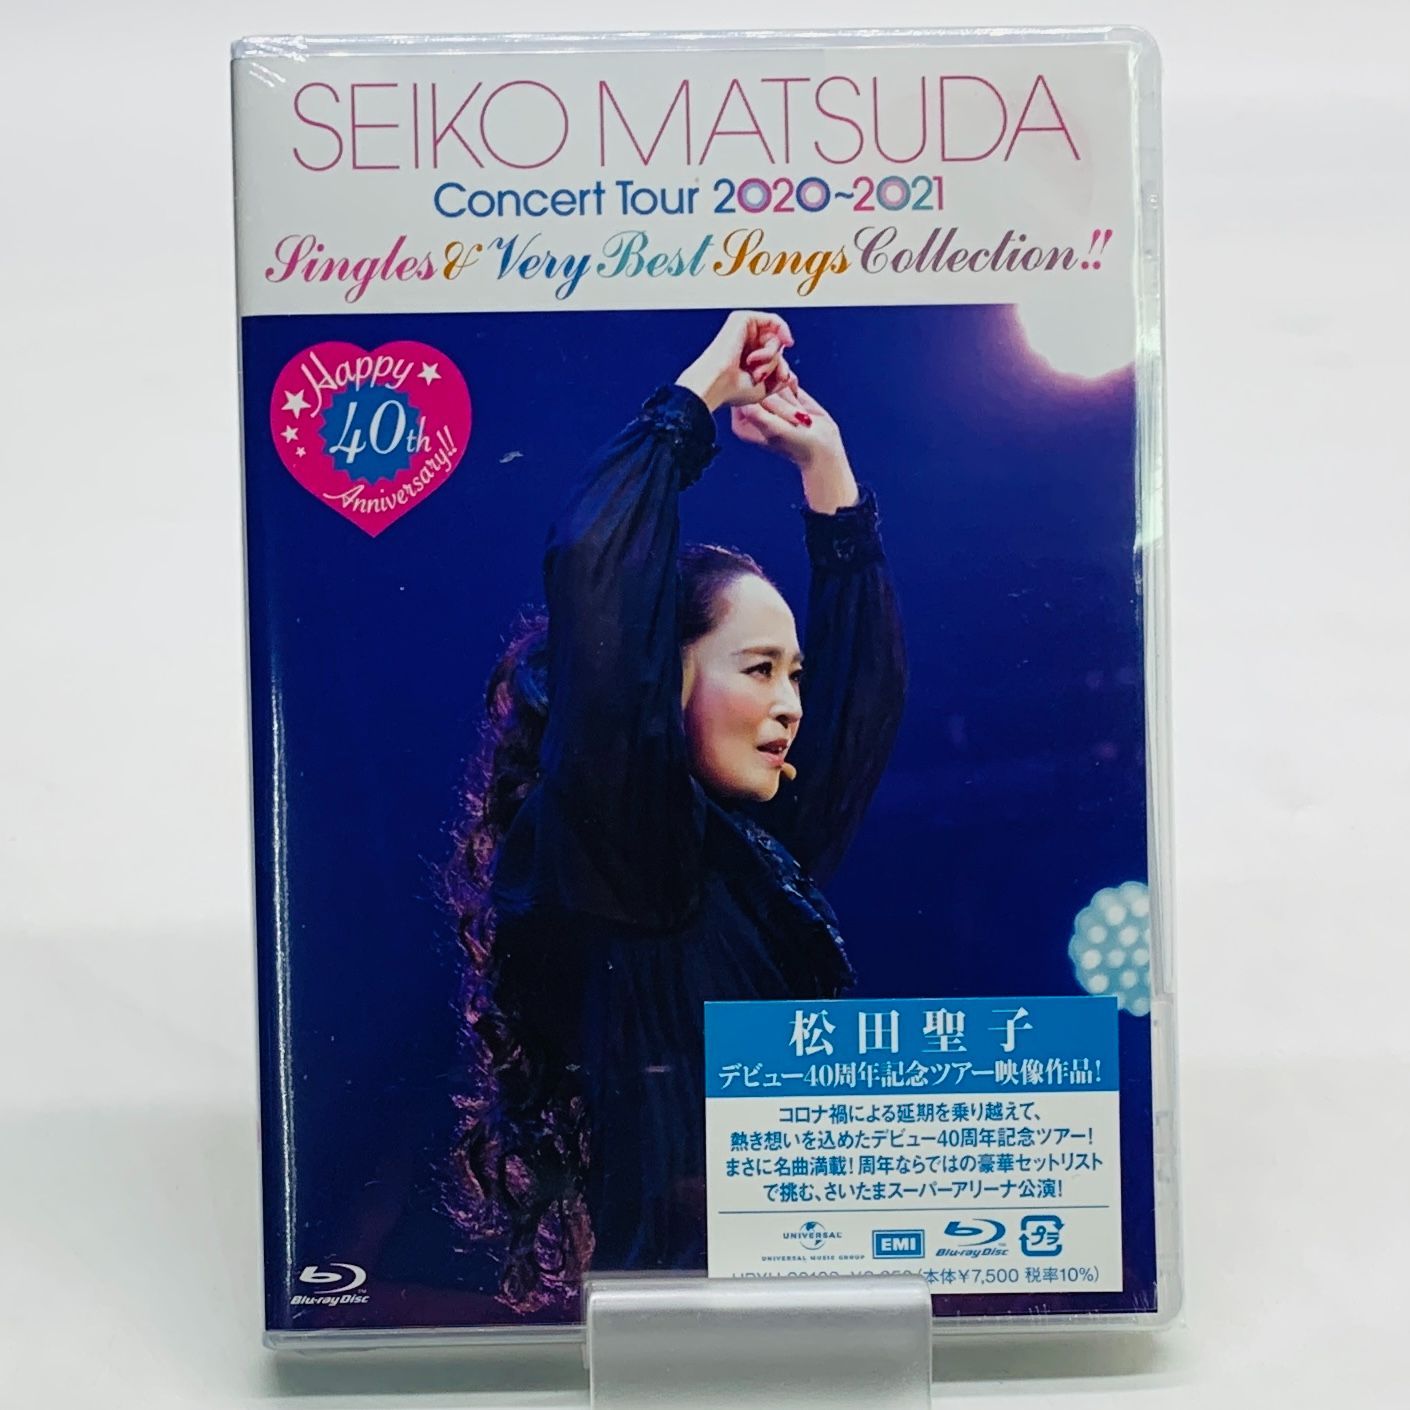 SEIKO MATSUDA
Concert Tour 2020~2021
Singles & Very Best Songs Collection!!
Happy
40th
Anniversary!!
松田聖子
デビュー40周年記念ツアー映像作品!
コロナ禍による延期を乗り越えて、
熱き想いを込めたデビュー40周年記念ツアー!
まさに名曲満載!周年ならではの豪華セットリスト
で挑む、さいたまスーパーアリーナ公演!
UNIVERSAL
UNIVERSAL MUSIC GROUP
EMI
Blu-ray Disc
プラ
(本体¥7,500 税率10%)
Blu-ray Disc